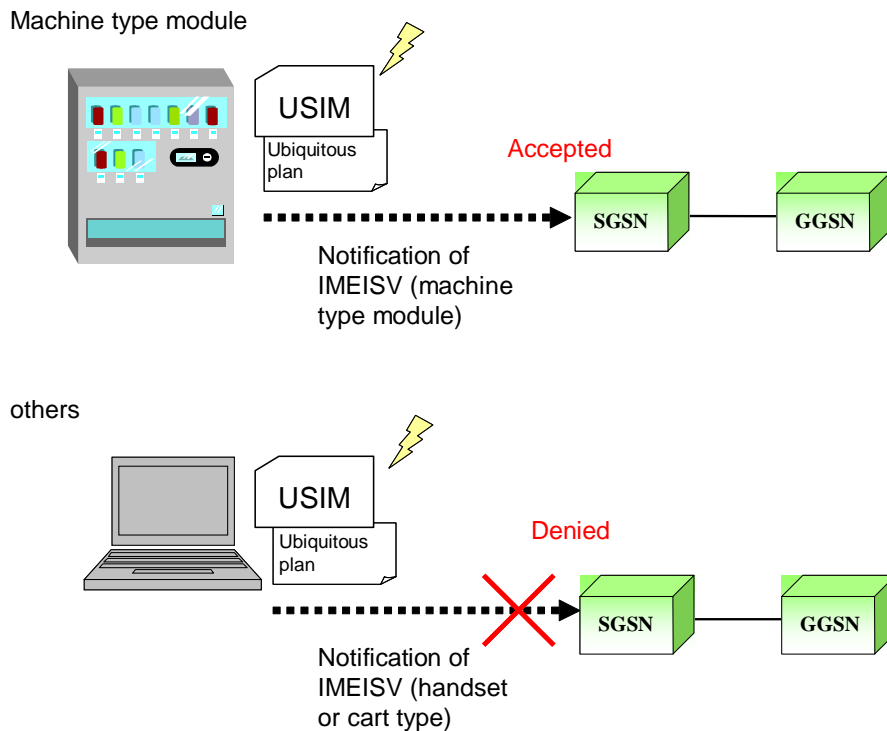 Machine type module
USIM
Ubiquitous
plan
Accepted
SGSN
GGSN
Notification of
IMEISV (machine
type module)
others
USIM
Ubiquitous
plan
Denied
SGSN
GGSN
Notification of
IMEISV (handset
or cart type)